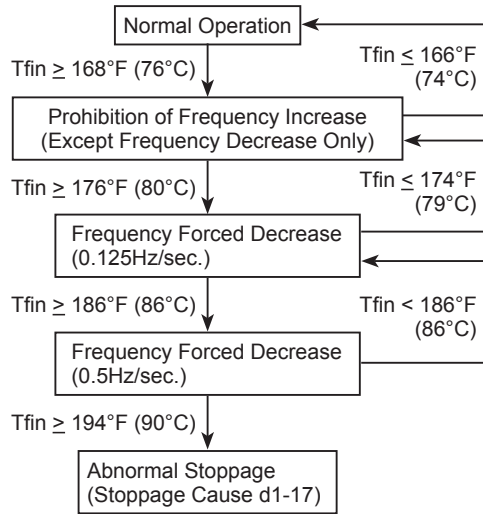 Normal Operation
Tfin ≥ 168°F (76°C)
Tfin ≤ 166°F
(74°C)
Prohibition of Frequency Increase
(Except Frequency Decrease Only)
Tfin ≥ 176°F (80°C)
Tfin ≤ 174°F
(79°C)
Frequency Forced Decrease
(0.125Hz/sec.)
Tfin ≥ 186°F (86°C)
Tfin < 186°F
(86°C)
Frequency Forced Decrease
(0.5Hz/sec.)
Tfin ≥ 194°F (90°C)
Abnormal Stoppage
(Stoppage Cause d1-17)